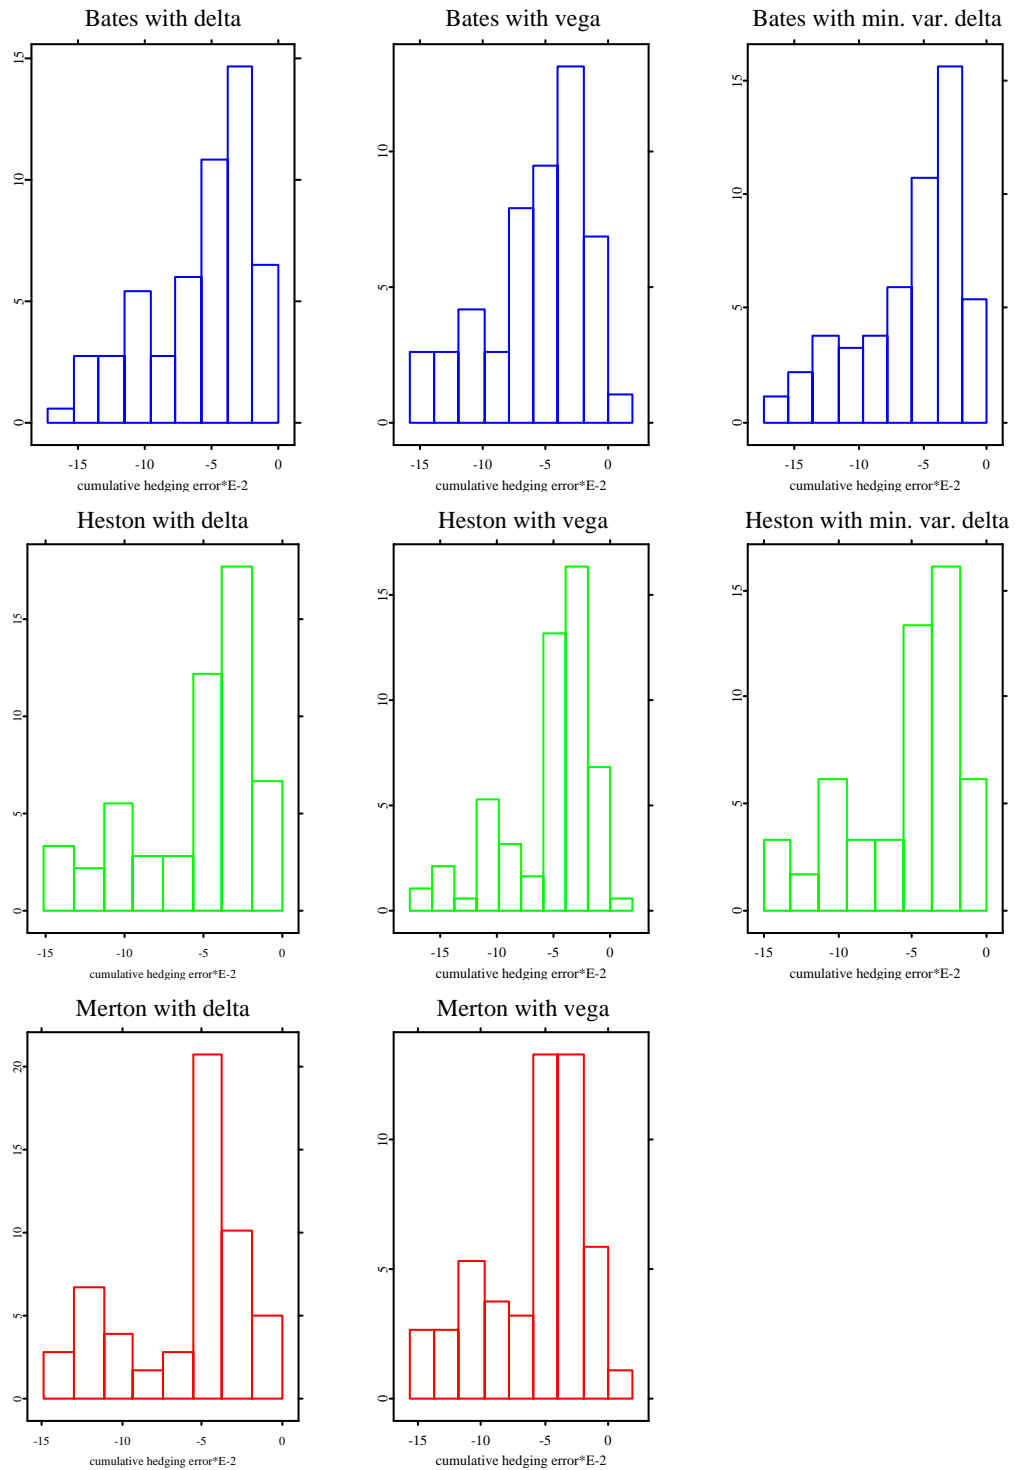 Bates with delta
15
10
5
0
-15 -10 -5 0
cumulative hedging error*E-2
Bates with vega
10
5
0
-15 -10 -5 0
cumulative hedging error*E-2
Bates with min. var. delta
15
10
5
0
-15 -10 -5 0
cumulative hedging error*E-2
Heston with delta
15
10
5
0
-15 -10 -5 0
cumulative hedging error*E-2
Heston with vega
15
10
5
0
-15 -10 -5 0
cumulative hedging error*E-2
Heston with min. var. delta
15
10
5
0
-15 -10 -5 0
cumulative hedging error*E-2
Merton with delta
20
15
10
5
0
-15 -10 -5 0
cumulative hedging error*E-2
Merton with vega
10
5
0
-15 -10 -5 0
cumulative hedging error*E-2